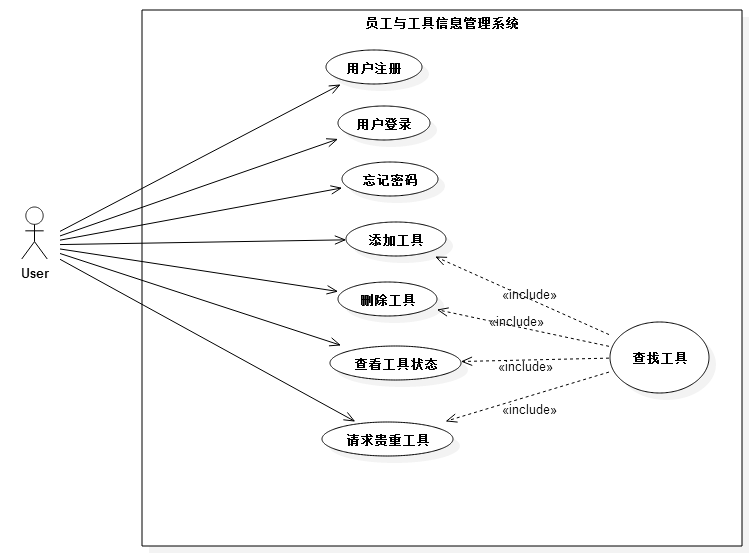 员工与工具信息管理系统
用户注册
用户登录
忘记密码
添加工具
User
«include»
删除工具
«include»
查看工具状态
查找工具
«include»
«include»
请求贵重工具